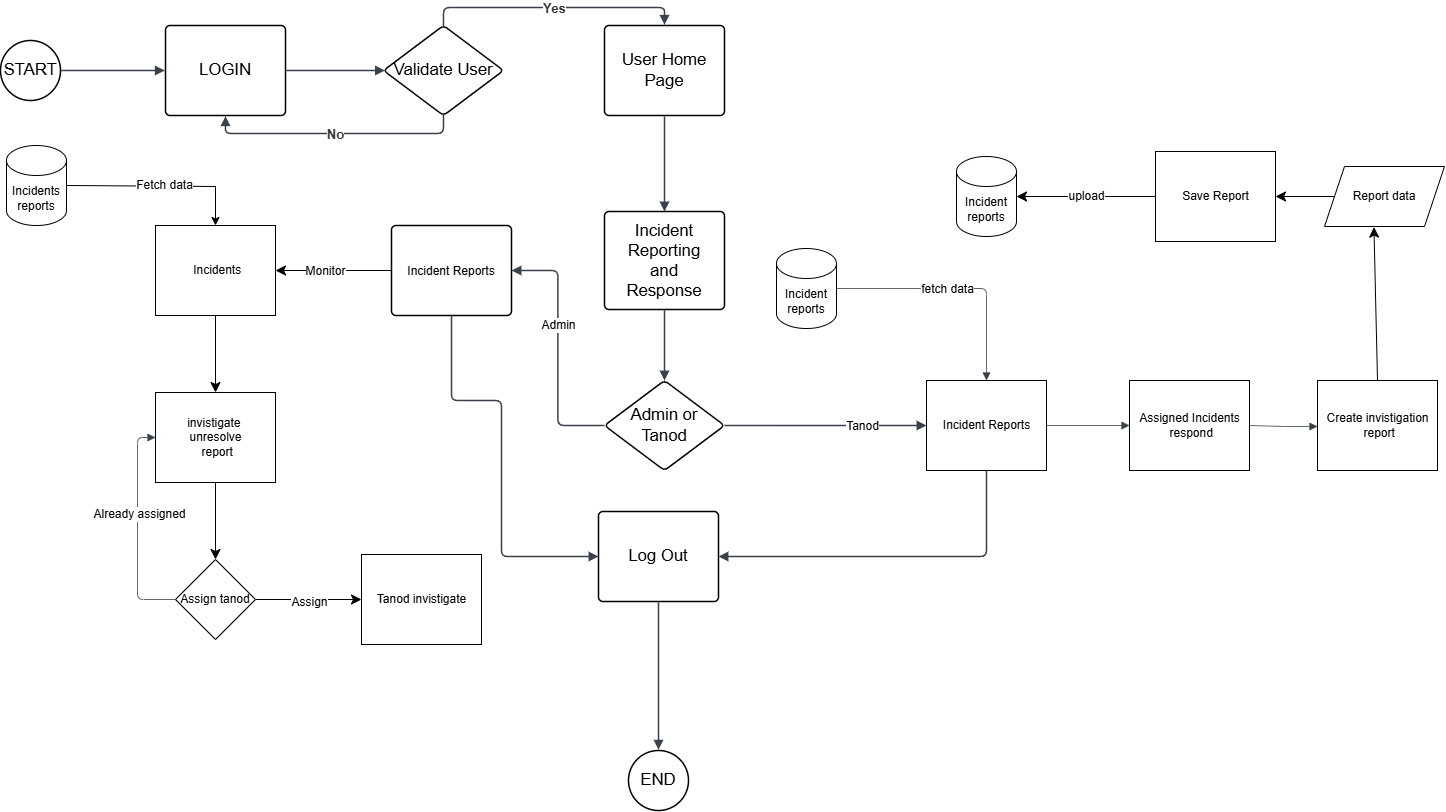 Yes
START
LOGIN
Validate User
User Home
Page
No
Incidents
reports
Fetch data
Incidents
Monitor
Incident Reports
Incident
Reporting
and
Response
Incident
reports
upload
Save Report
Report data
Incident
reports
fetch data
Admin
Admin or
Tanod
Tanod
Incident Reports
Assigned Incidents
respond
Create invistigation
report
invistigate
unresolve
report
Already assigned
Assign tanod
Assign
Tanod invistigate
Log Out
END